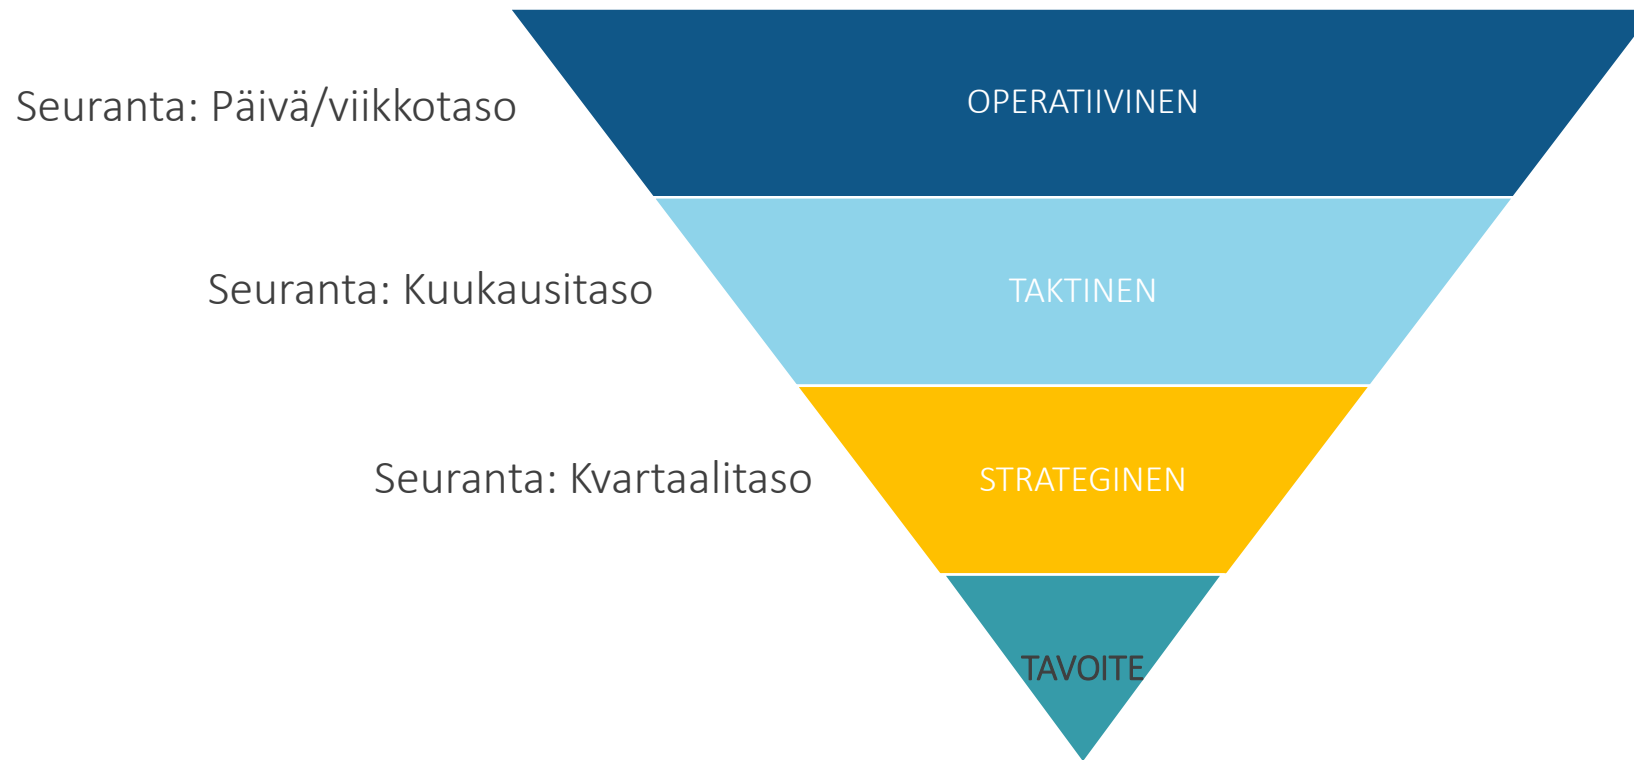 Seuranta: Päivä/viikkotaso
OPERATIIVINEN
Seuranta: Kuukausitaso
TAKTINEN
Seuranta: Kvartaalitaso
STRATEGINEN
TAVOITE